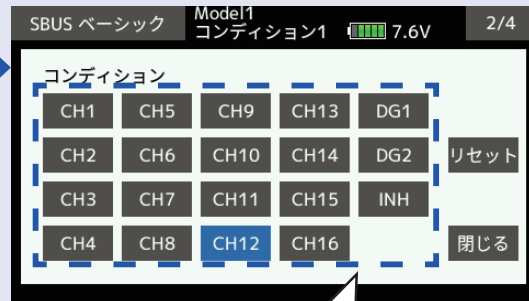 SBUS ベーシック
Model1
コンディション1
7.6V
2/4
コンディション
CH1 CH5 CH9 CH13 DG1
CH2 CH6 CH10 CH14 DG2 リセット
CH3 CH7 CH11 CH15 INH
CH4 CH8 CH12 CH16 閉じる